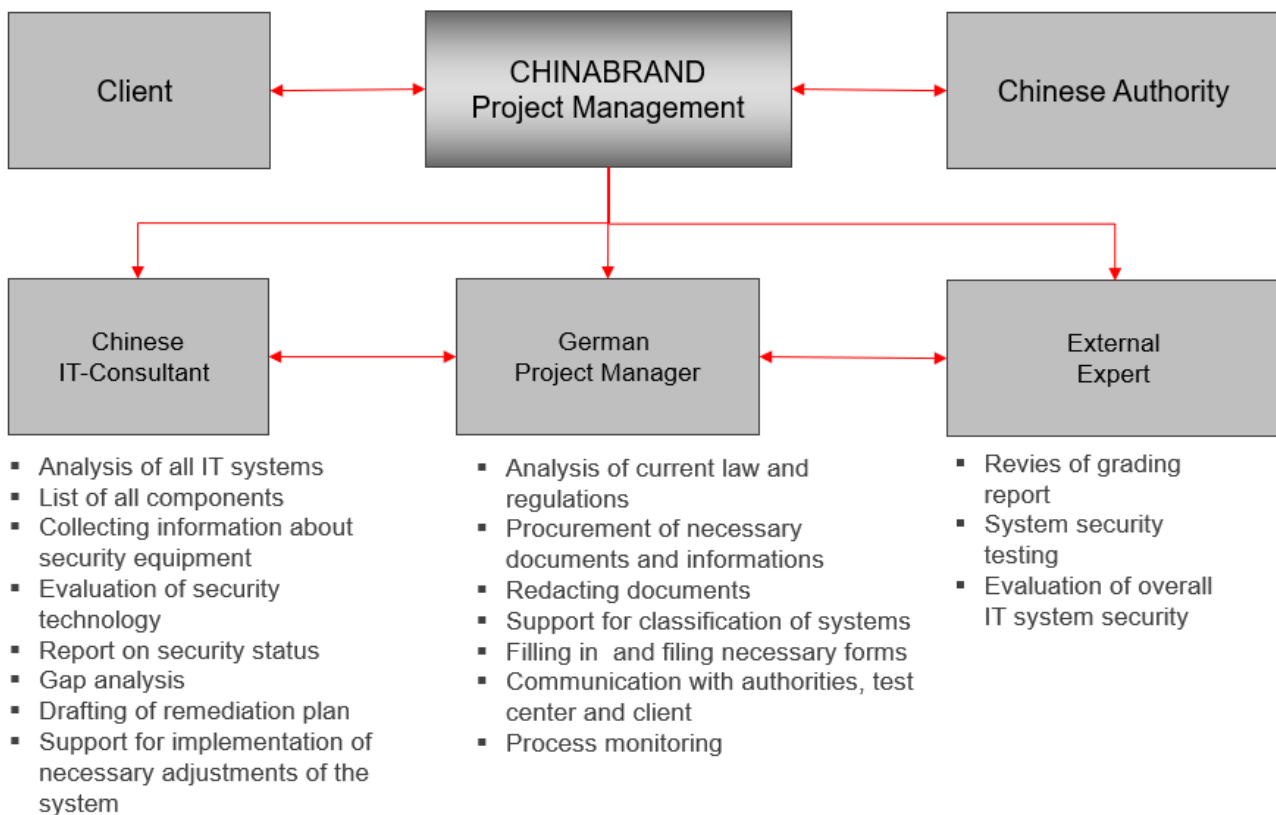 Client
CHINABRAND
Project Management
Chinese Authority
Chinese
IT-Consultant
German
Project Manager
External
Expert
▪ Analysis of all IT systems
▪ List of all components
▪ Collecting information about
security equipment
▪ Evaluation of security
technology
▪ Report on security status
▪ Gap analysis
▪ Drafting of remediation plan
▪ Support for implementation of
necessary adjustments of the
system
▪ Analysis of current law and
regulations
▪ Procurement of necessary
documents and informations
▪ Redacting documents
▪ Support for classification of systems
▪ Filling in  and filing necessary forms
▪ Communication with authorities, test
center and client
▪ Process monitoring
▪ Revies of grading
report
▪ System security
testing
▪ Evaluation of overall
IT system security